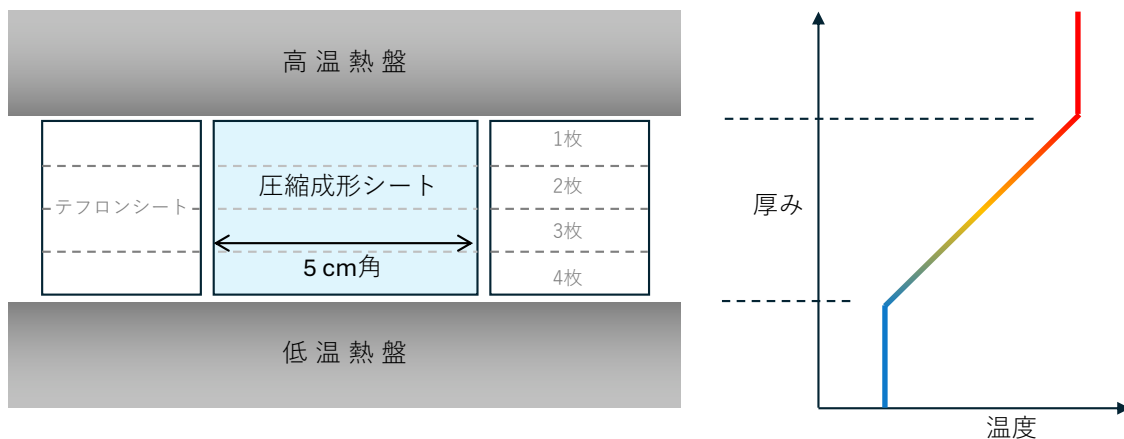 高温熱盤
1枚
圧縮成形シート
2枚
テフロンシート
3枚
5 cm角
4枚
低温熱盤
厚み
温度